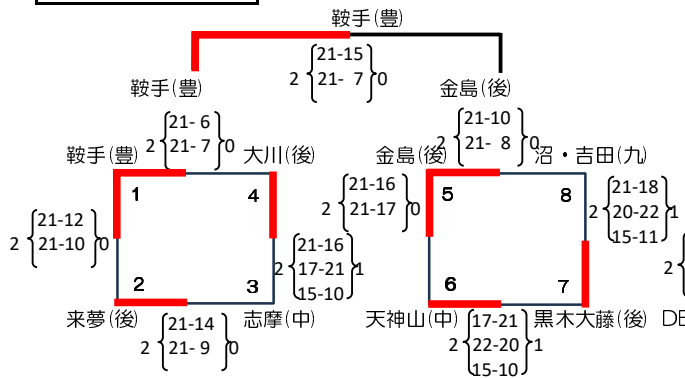 鞍手(豊)
21-15
2 21- 7 0
鞍手(豊) 金島(後)
21- 6
2 21- 7 0
21-10
2 21- 8 0
鞍手(豊) 大川(後) 金島(後) 沼・吉田(九)
1 4 5 8
21-12
2 21-10 0
21-16
2 21-17 0
21-18
2 20-22 1
15-11
21-16
2 17-21 1
15-10
2
2 3 6 7
来夢(後) 志摩(中) 天神山(中) 黒木大藤(後)
21-14
2 21- 9 0
17-21
2 22-20 1
15-10